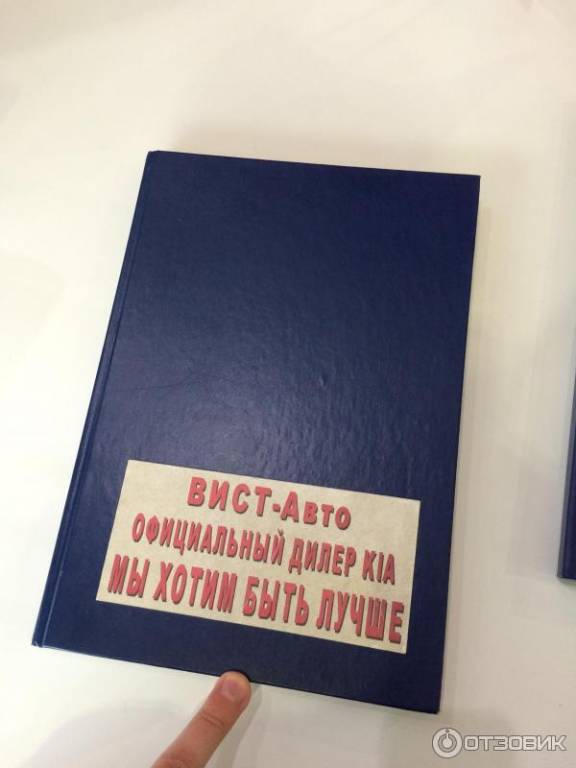 ВИСТ-Авто
ОФИЦИАЛЬНЫЙ ДИЛЕР KIA
МЫ ХОТИМ БЫТЬ ЛУЧШЕ
ОТЗОВИК